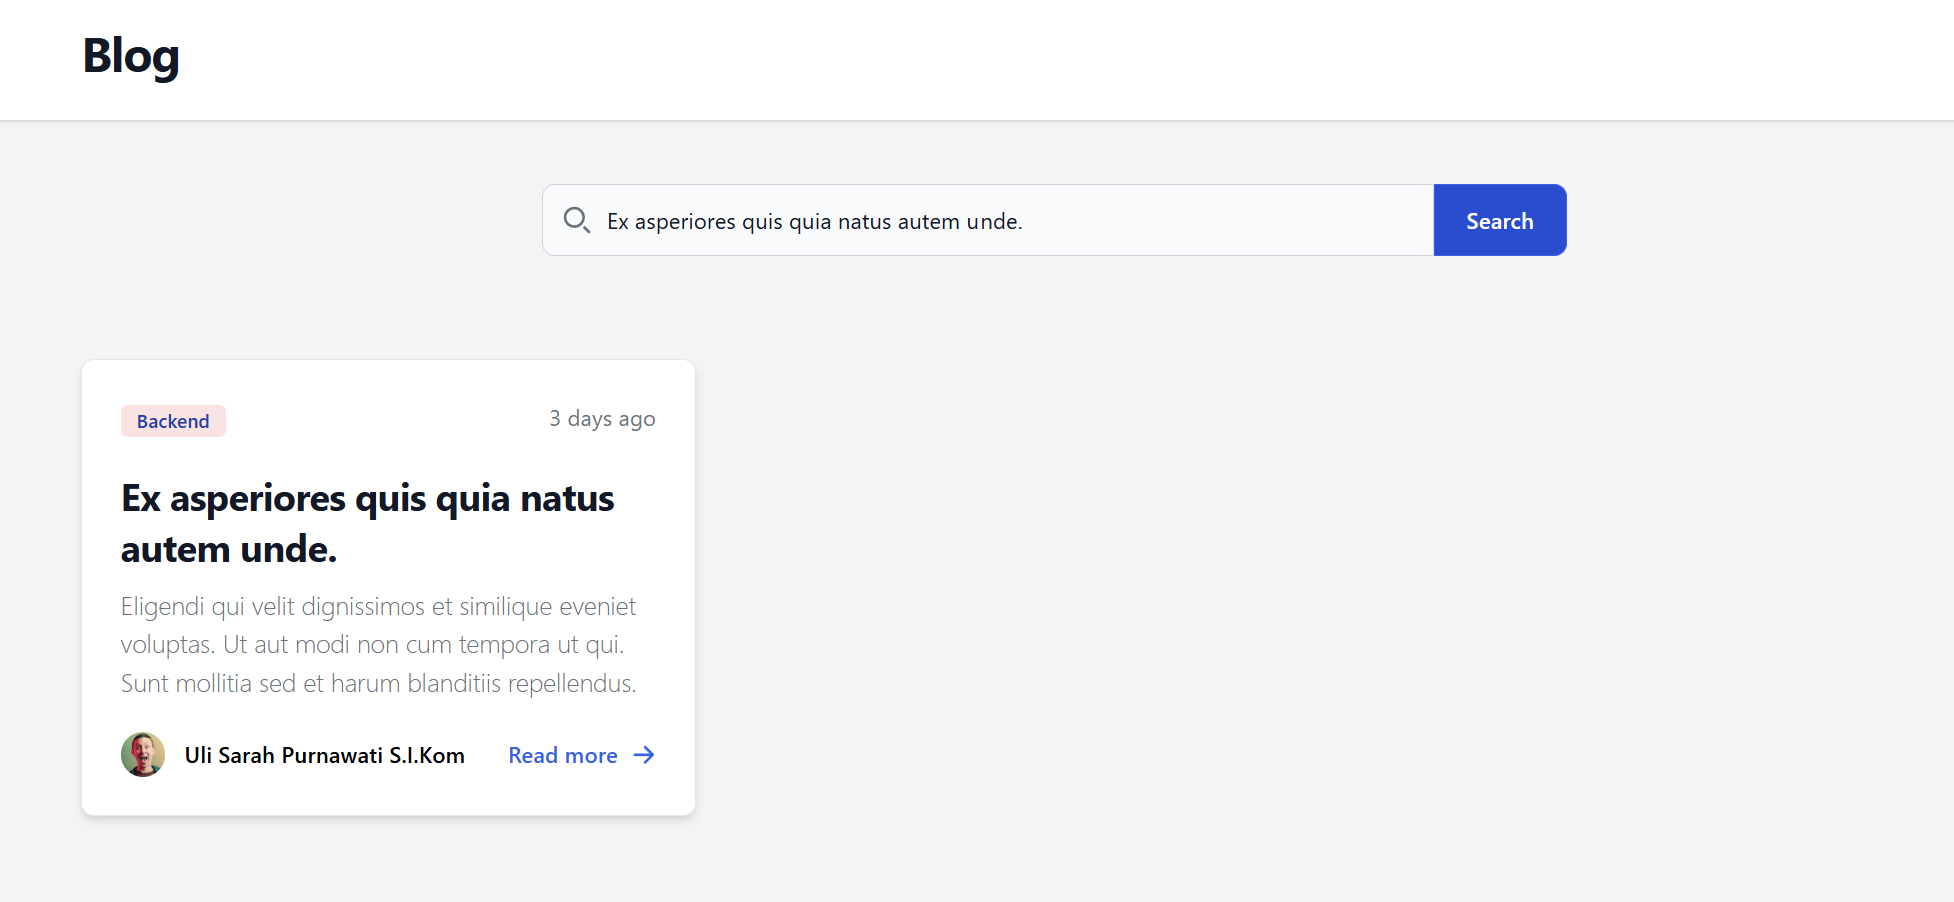 Blog
Ex asperiores quis quia natus autem unde.
Search
Backend
3 days ago
Ex asperiores quis quia natus
autem unde.
Eligendi qui velit dignissimos et similique eveniet
voluptas. Ut aut modi non cum tempora ut qui.
Sunt mollitia sed et harum blanditiis repellendus.
Uli Sarah Purnawati S.I.Kom
Read more